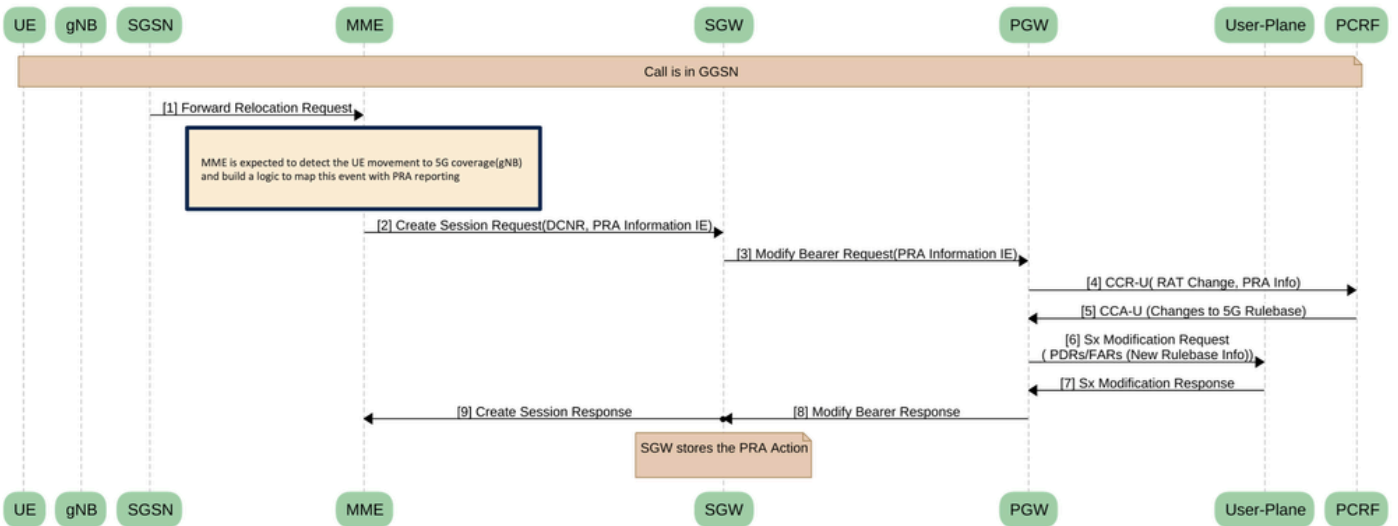 UE gNB SGSN MME SGW PGW User-Plane PCRF
Call is in GGSN
[1] Forward Relocation Request
MME is expected to detect the UE movement to 5G coverage(gNB)
and build a logic to map this event with PRA reporting
[2] Create Session Request(DCNR, PRA Information IE)
[3] Modify Bearer Request(PRA Information IE)
[4] CCR-U( RAT Change, PRA Info)
[5] CCA-U (Changes to 5G Rulebase)
[6] Sx Modification Request
( PDRs/FARs (New Rulebase Info))
[7] Sx Modification Response
[9] Create Session Response [8] Modify Bearer Response
SGW stores the PRA Action
UE gNB SGSN MME SGW PGW User-Plane PCRF